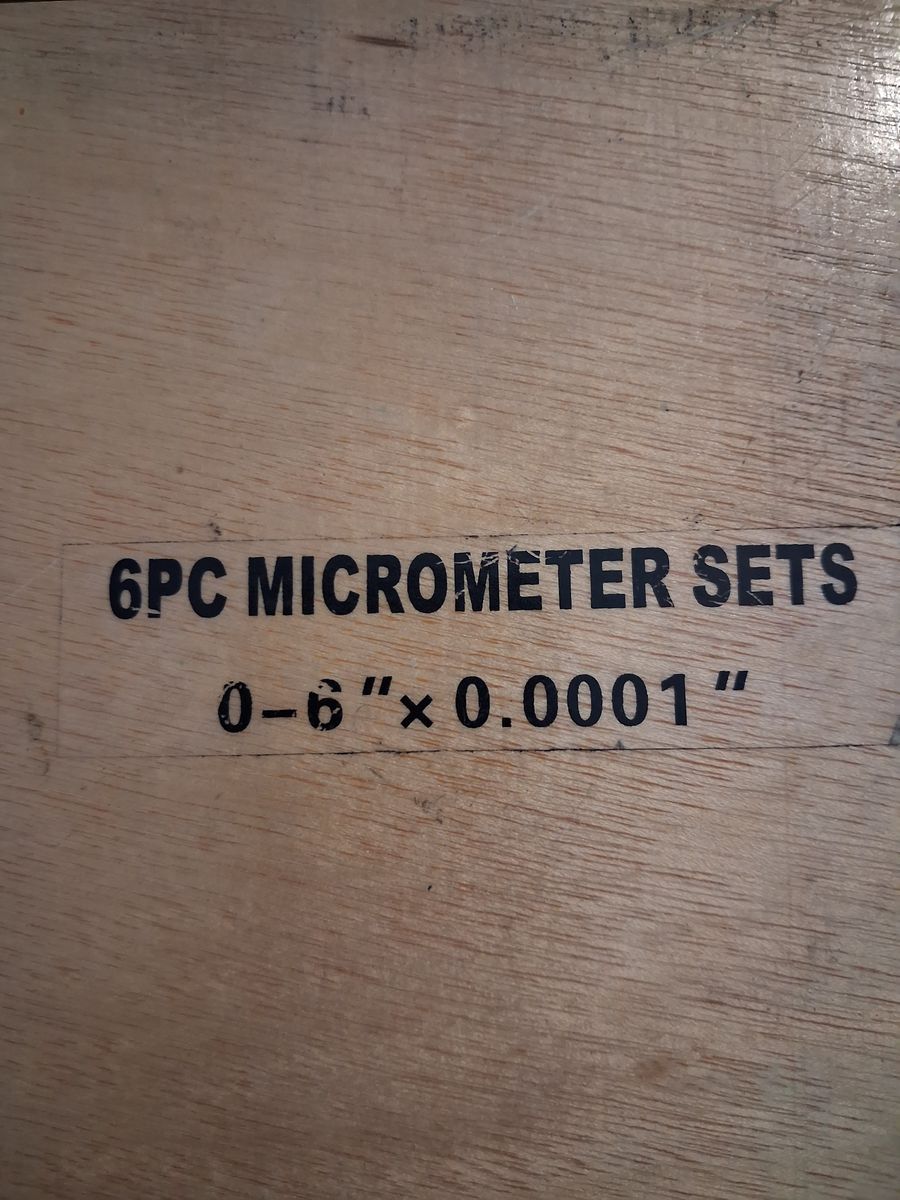 6PC MICROMETER SETS
0-6"×0.0001"